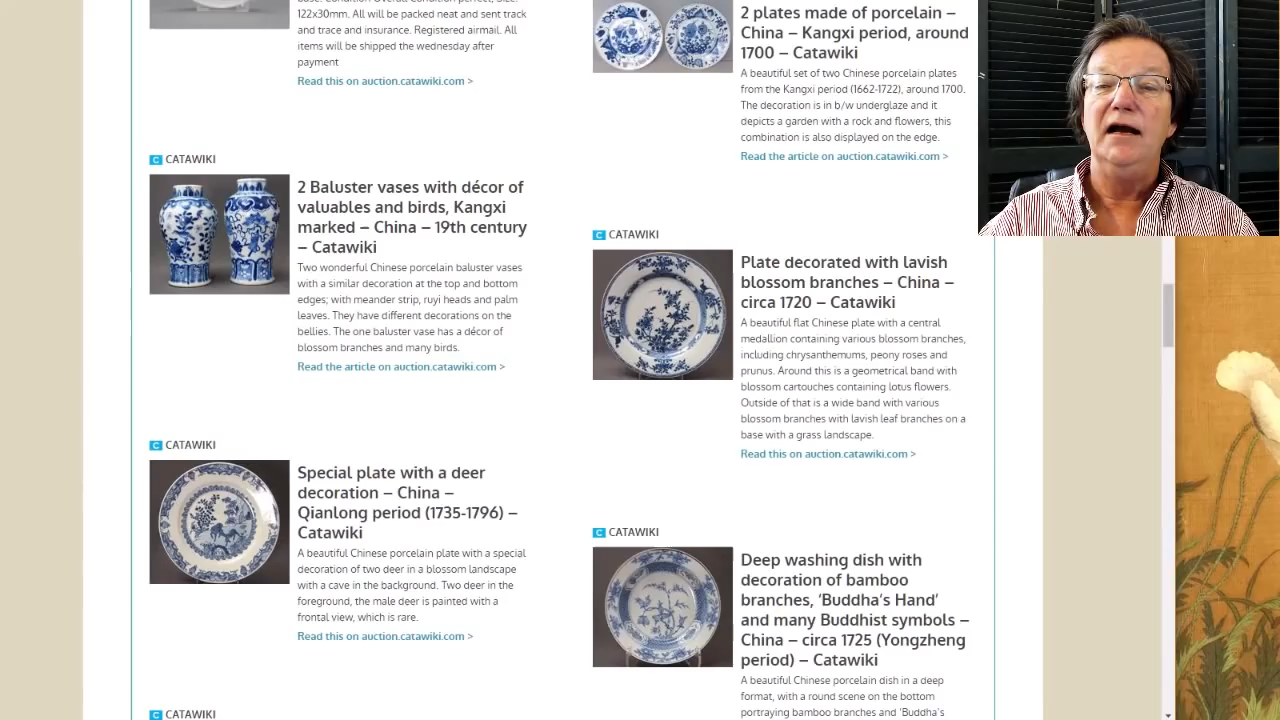 base. Condition Overall Condition perfect, Size:
122x30mm. All will be packed neat and sent track
and trace and insurance. Registered airmail. All
items will be shipped the wednesday after
payment
Read this on auction.catawiki.com >
C CATAWIKI
2 Baluster vases with décor of
valuables and birds, Kangxi
marked – China – 19th century
– Catawiki
Two wonderful Chinese porcelain baluster vases
with a similar decoration at the top and bottom
edges; with meander strip, ruyi heads and palm
leaves. They have different decorations on the
bellies. The one baluster vase has a décor of
blossom branches and many birds.
Read the article on auction.catawiki.com >
C CATAWIKI
Special plate with a deer
decoration – China –
Qianlong period (1735-1796) –
Catawiki
A beautiful Chinese porcelain plate with a special
decoration of two deer in a blossom landscape
with a cave in the background. Two deer in the
foreground, the male deer is painted with a
frontal view, which is rare.
Read this on auction.catawiki.com >
C CATAWIKI
2 plates made of porcelain –
China – Kangxi period, around
1700 – Catawiki
A beautiful set of two Chinese porcelain plates
from the Kangxi period (1662-1722), around 1700.
The decoration is in b/w underglaze and it
depicts a garden with a rock and flowers, this
combination is also displayed on the edge.
Read the article on auction.catawiki.com >
C CATAWIKI
Plate decorated with lavish
blossom branches – China –
circa 1720 – Catawiki
A beautiful flat Chinese plate with a central
medallion containing various blossom branches,
including chrysanthemums, peony roses and
prunus. Around this is a geometrical band with
blossom cartouches containing lotus flowers.
Outside of that is a wide band with various
blossom branches with lavish leaf branches on a
base with a grass landscape.
Read this on auction.catawiki.com >
C CATAWIKI
Deep washing dish with
decoration of bamboo
branches, ‘Buddha’s Hand’
and many Buddhist symbols –
China – circa 1725 (Yongzheng
period) – Catawiki
A beautiful Chinese porcelain dish in a deep
format, with a round scene on the bottom
portraying bamboo branches and ‘Buddha’s